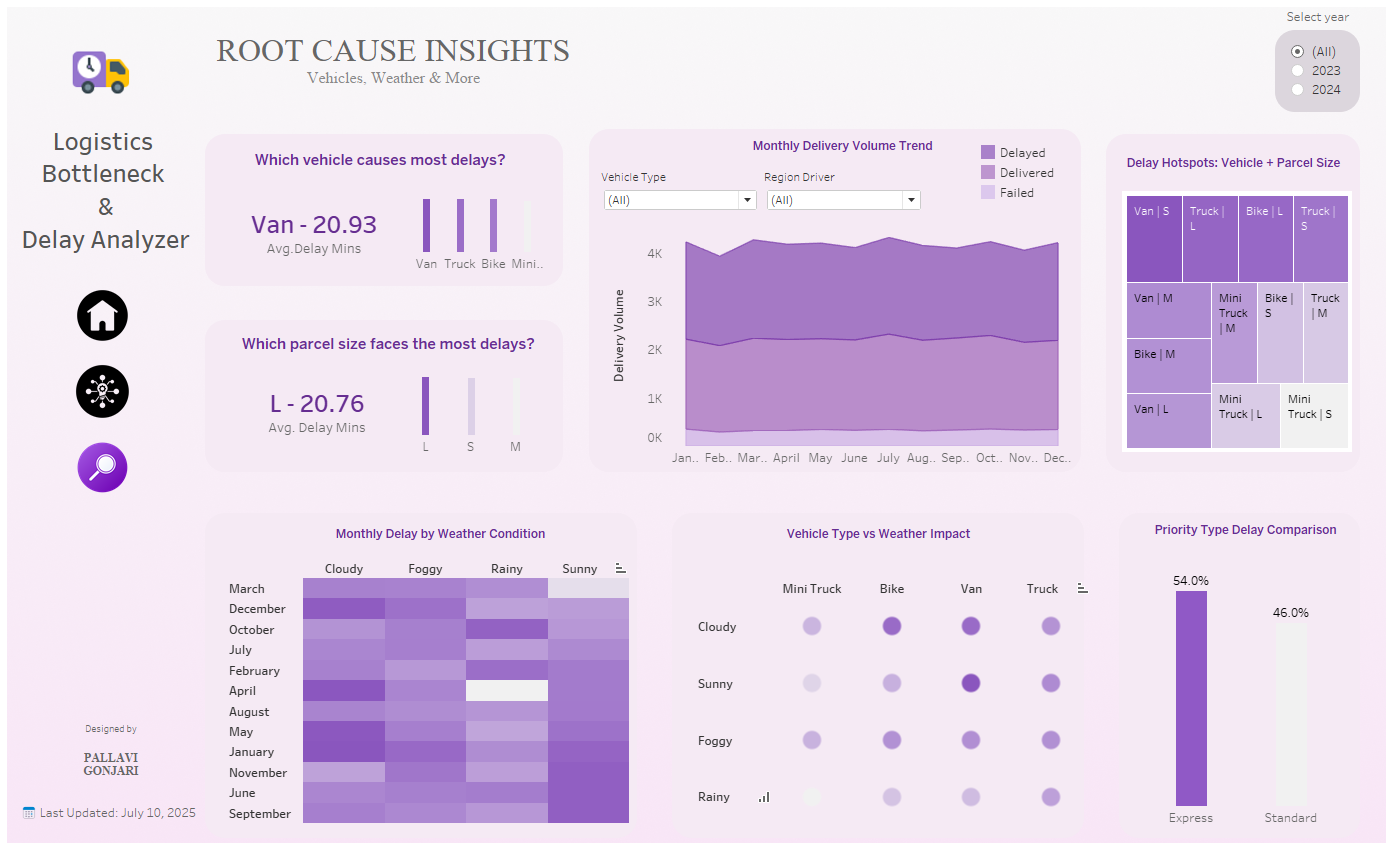 Select year
(All)
2023
2024
ROOT CAUSE INSIGHTS
Vehicles, Weather & More
Logistics
Bottleneck
&
Delay Analyzer
Designed by
PALLAVI
GONJARI
Last Updated: July 10, 2025
Which vehicle causes most delays?
Van - 20.93
Avg.Delay Mins
Van Truck Bike Mini..
Which parcel size faces the most delays?
L - 20.76
Avg. Delay Mins
L S M
Monthly Delivery Volume Trend
Delayed
Delivered
Failed
Vehicle Type Region Driver
(All) (All)
Delivery Volume
4K
3K
2K
1K
0K
Jan.. Feb.. Mar.. April May June July Aug.. Sep.. Oct.. Nov.. Dec..
Delay Hotspots: Vehicle + Parcel Size
Van | S
Truck |
L
Bike | L
Truck |
S
Van | M
Mini
Truck
| M
Bike |
S
Truck
| M
Bike | M
Van | L
Mini
Truck | L
Mini
Truck | S
Monthly Delay by Weather Condition
Cloudy Foggy Rainy Sunny
March
December
October
July
February
April
August
May
January
November
June
September
Vehicle Type vs Weather Impact
Mini Truck Bike Van Truck
Cloudy
Sunny
Foggy
Rainy
Priority Type Delay Comparison
54.0%
46.0%
Express Standard